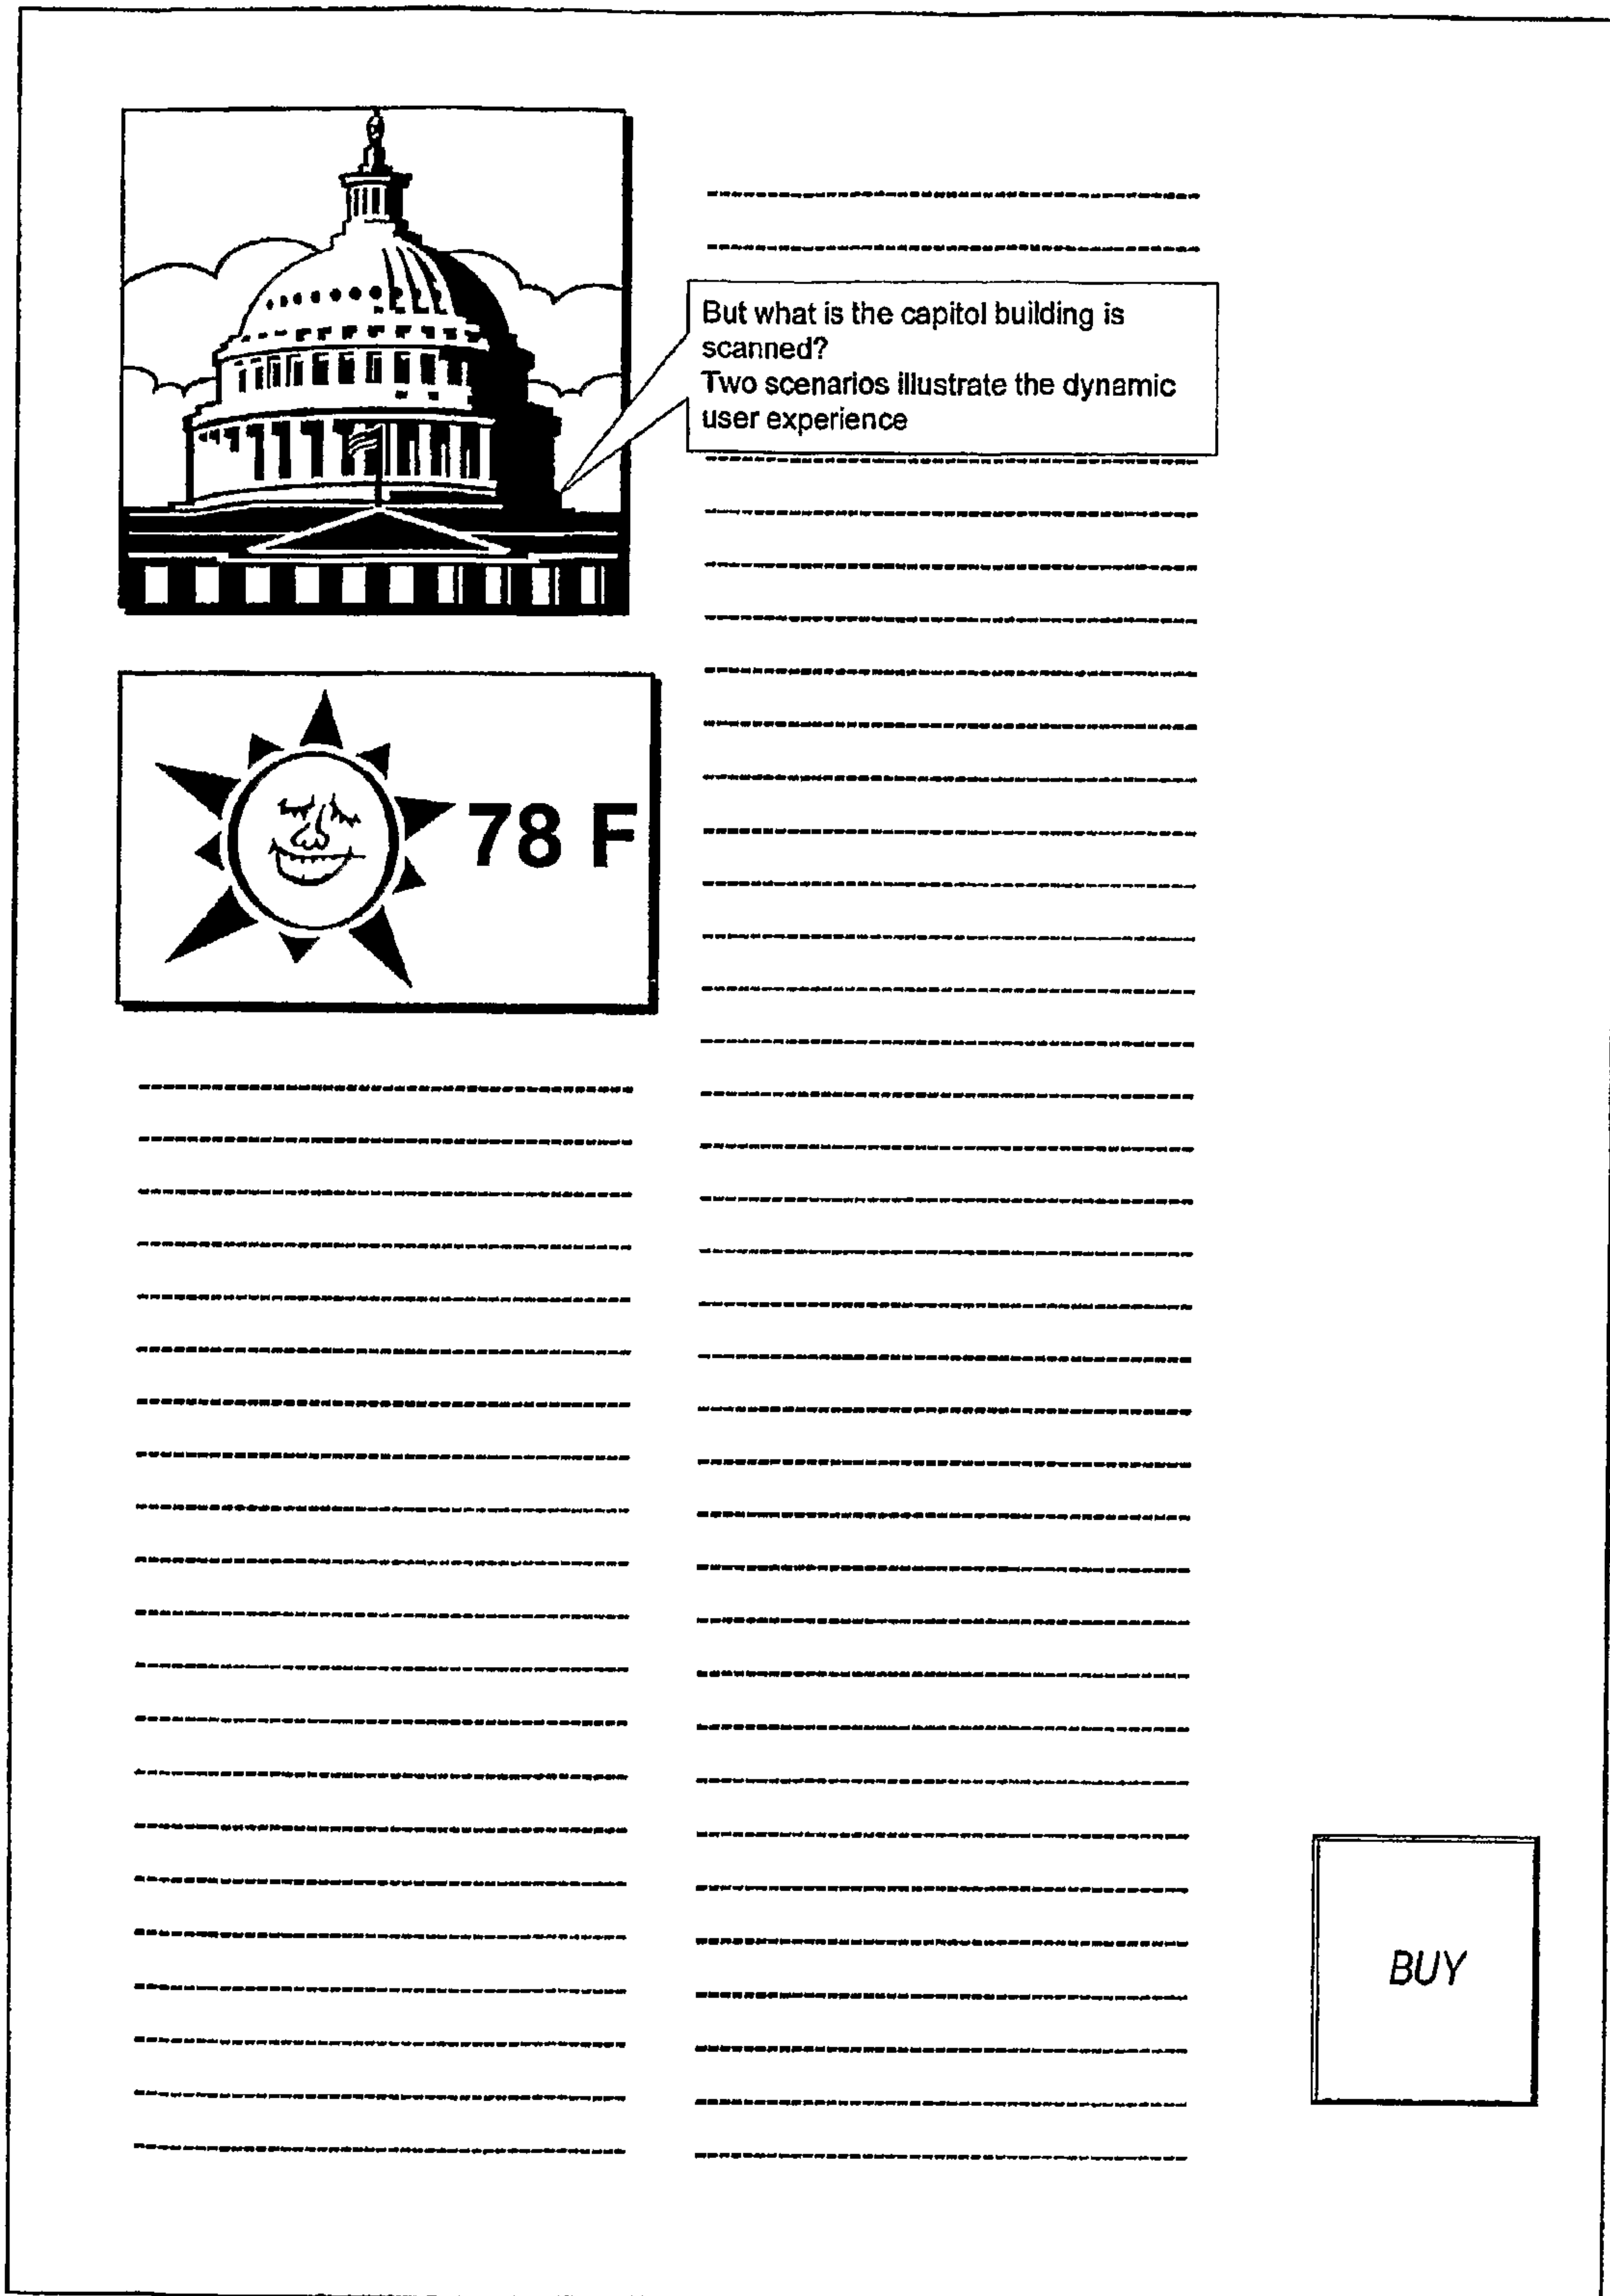 But what is the capitol building is
scanned?
Two scenarios illustrate the dynamic
user experience
78 F
BUY